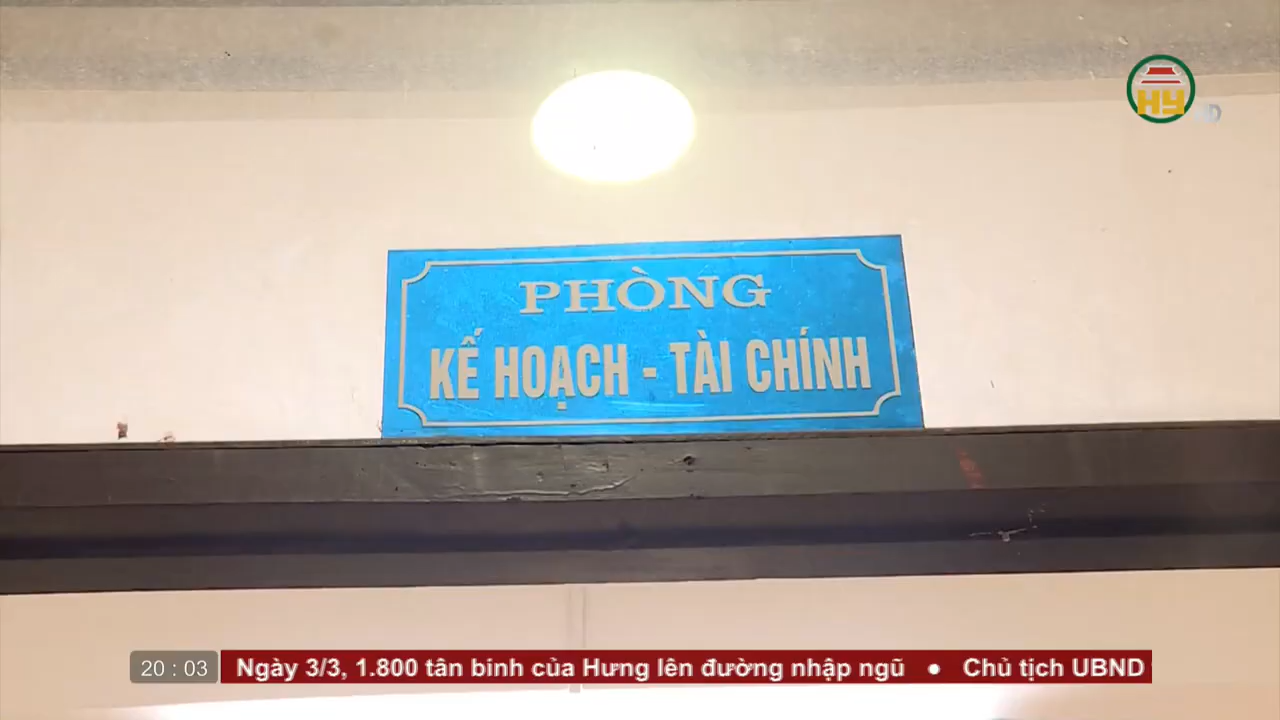 HY
HD
PHÒNG
KẾ HOẠCH - TÀI CHÍNH
20 : 03
Ngày 3/3, 1.800 tân binh của Hưng lên đường nhập ngũ ● Chủ tịch UBND